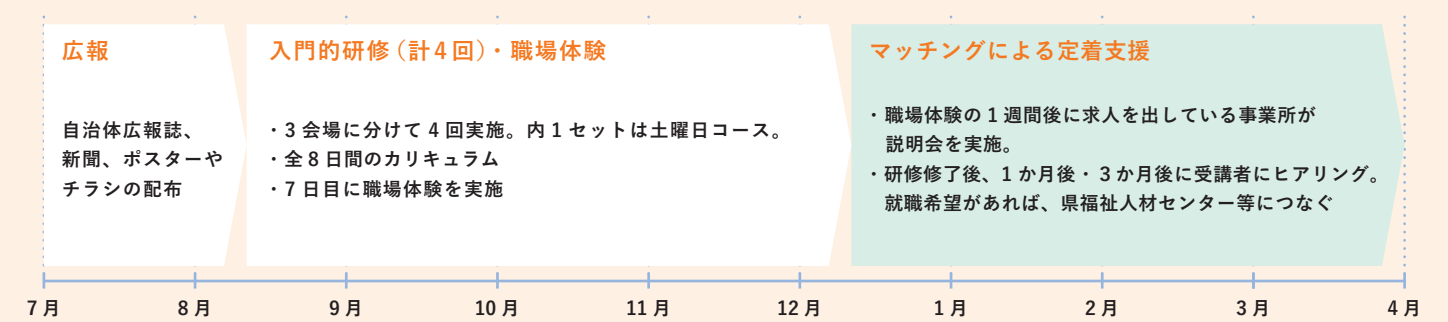 広報
自治体広報誌、
新聞、ポスターや
チラシの配布
入門的研修（計4回）・職場体験
・3会場に分けて4回実施。内1セットは土曜日コース。
・全8日間のカリキュラム
・7日目に職場体験を実施
マッチングによる定着支援
・職場体験の1週間後に求人を出している事業所が
説明会を実施。
・研修修了後、1か月後・3か月後に受講者にヒアリング。
就職希望があれば、県福祉人材センター等につなぐ
7月 8月 9月 10月 11月 12月 1月 2月 3月 4月